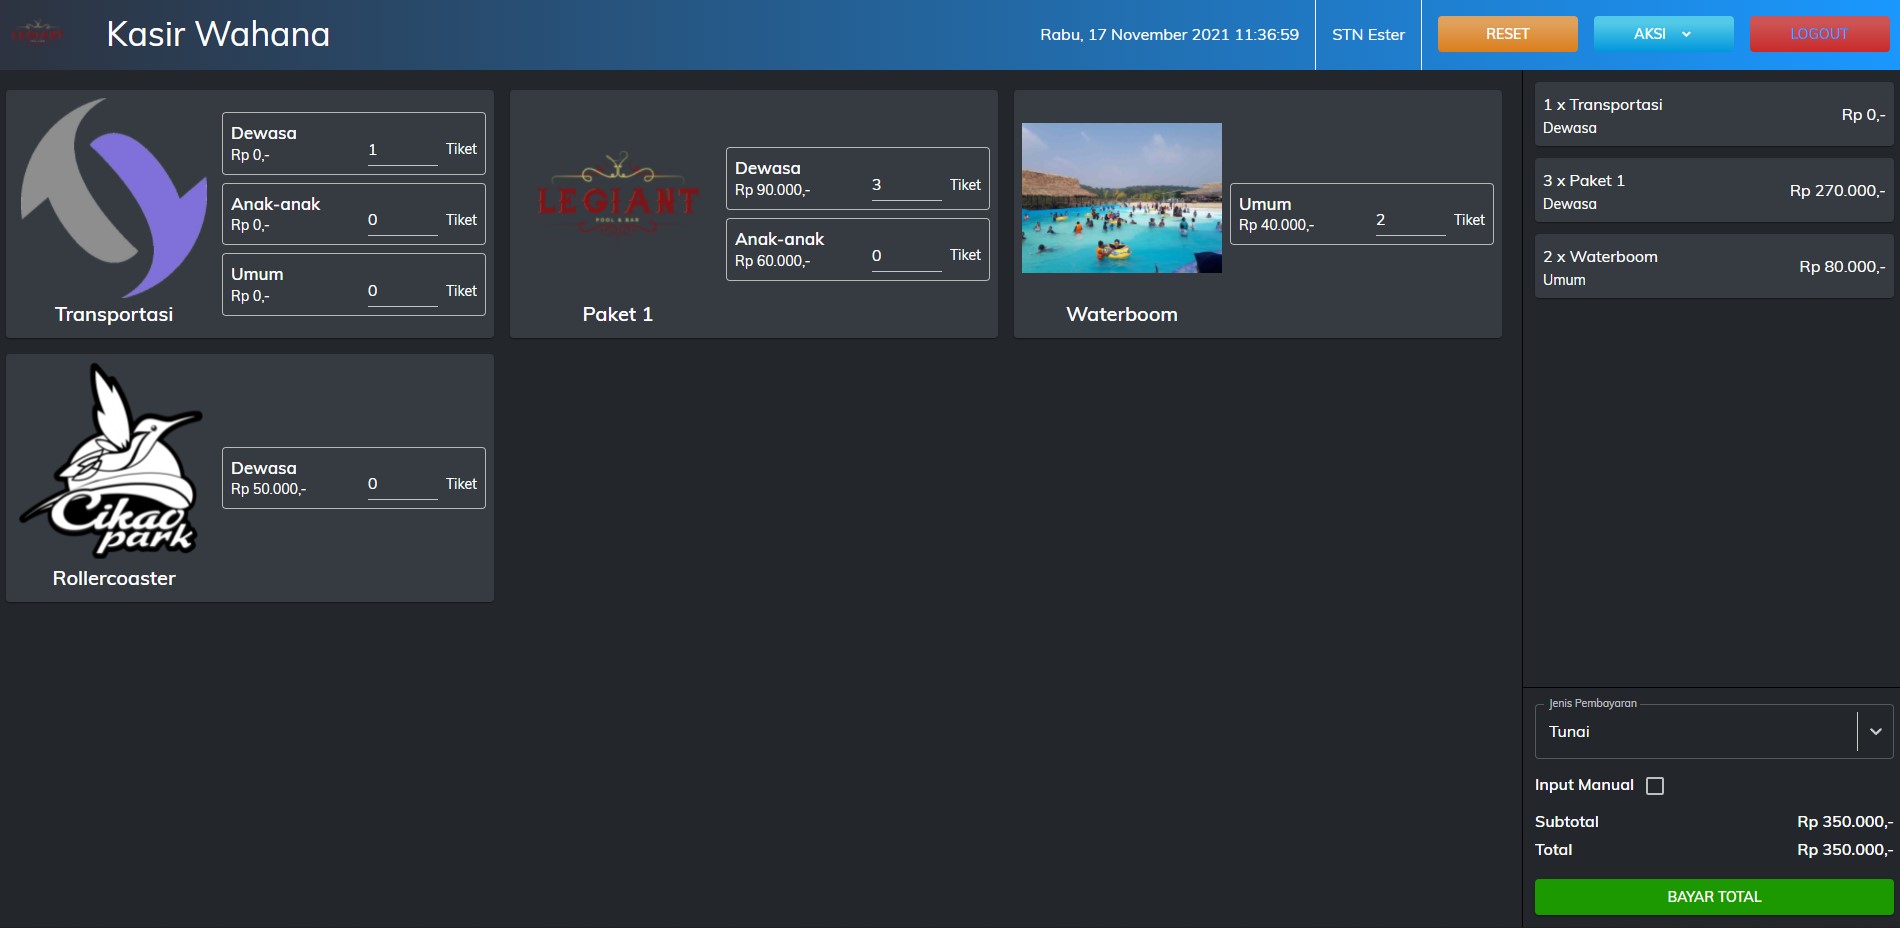 LEGIANT
Kasir Wahana
Rabu, 17 November 2021 11:36:59
STN Ester
RESET
AKSI
LOGOUT
Dewasa
Rp 0,-
1
Tiket
Anak-anak
Rp 0,-
0
Tiket
Umum
Rp 0,-
0
Tiket
Transportasi
LEGIANT
POOL & BAR
Dewasa
Rp 90.000,-
3
Tiket
Anak-anak
Rp 60.000,-
0
Tiket
Paket 1
Umum
Rp 40.000,-
2
Tiket
Waterboom
Cikao
park
Dewasa
Rp 50.000,-
0
Tiket
Rollercoaster
1 x Transportasi
Dewasa
Rp 0,-
3 x Paket 1
Dewasa
Rp 270.000,-
2 x Waterboom
Umum
Rp 80.000,-
Jenis Pembayaran
Tunai
Input Manual
Subtotal Rp 350.000,-
Total Rp 350.000,-
BAYAR TOTAL